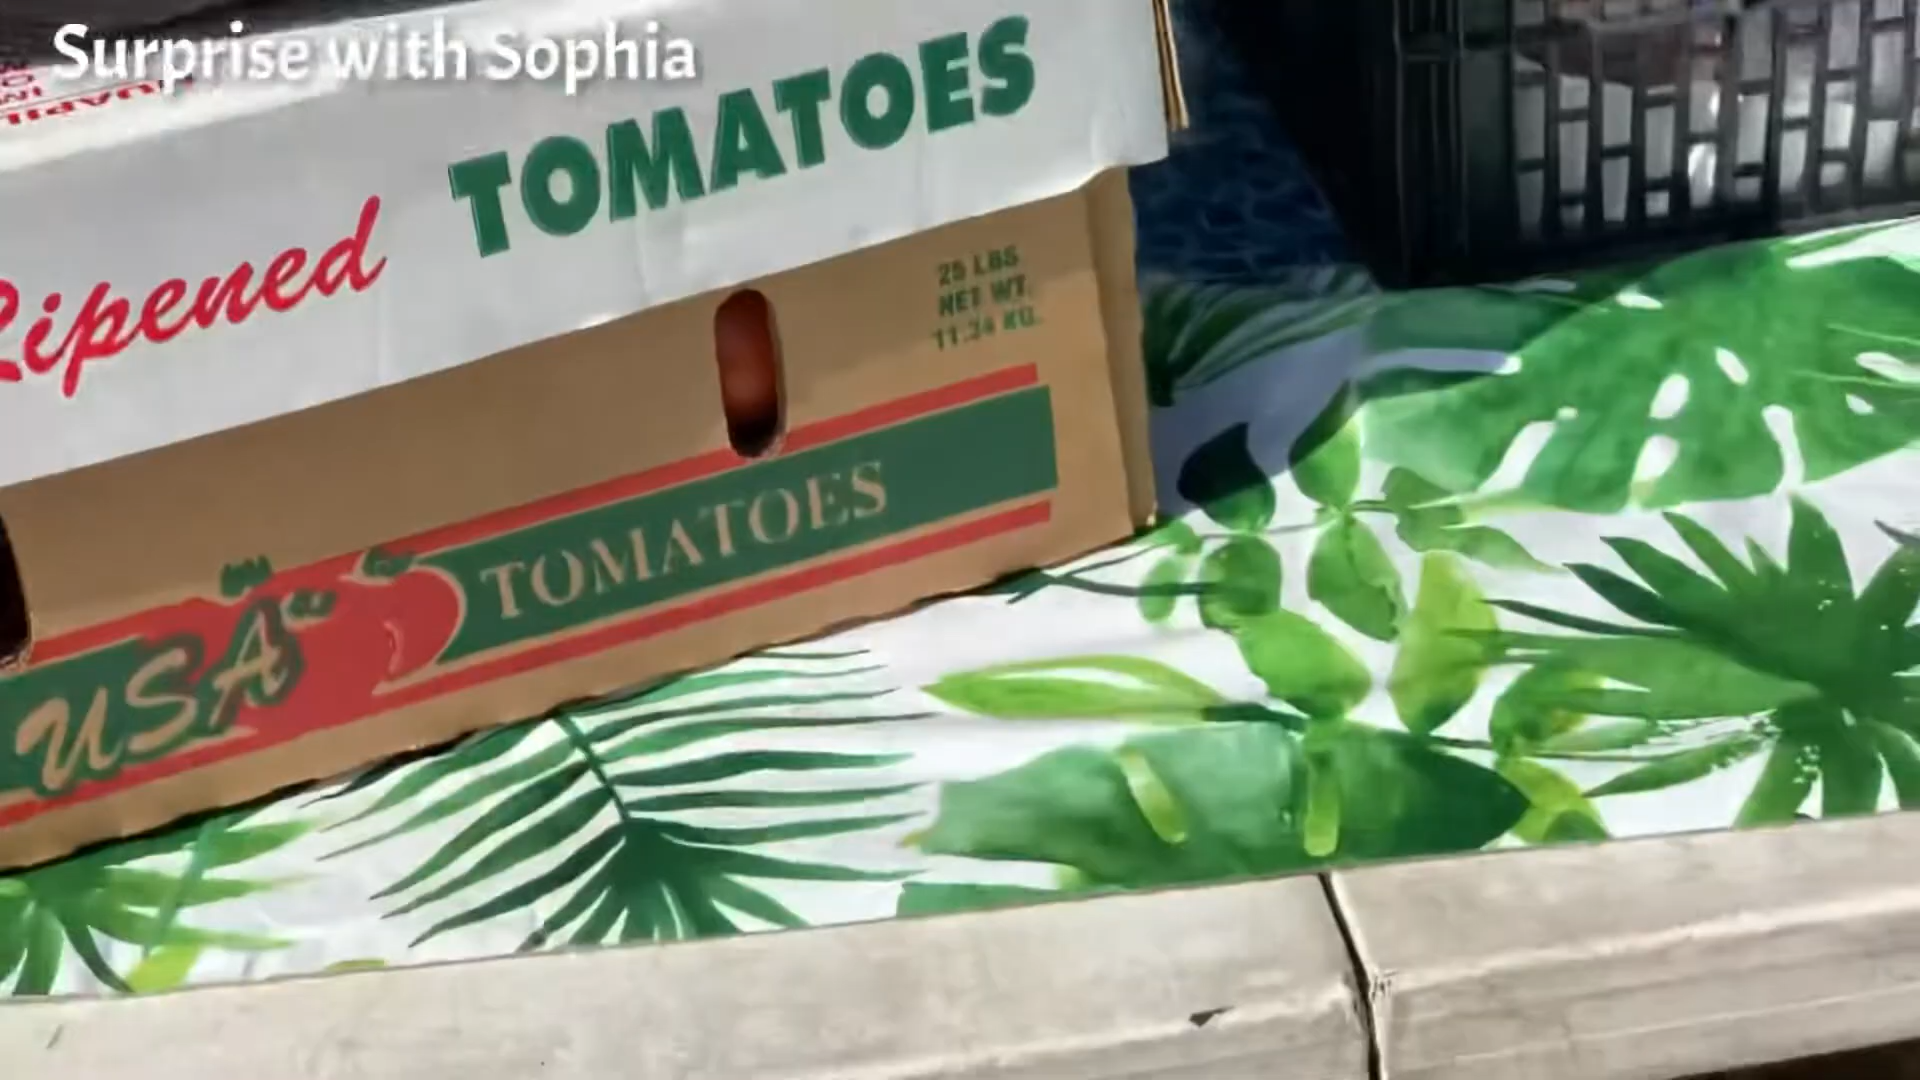 Surprise with Sophia
Ripened TOMATOES
25 LBS
NET WT.
11.34 KG.
USA TOMATOES